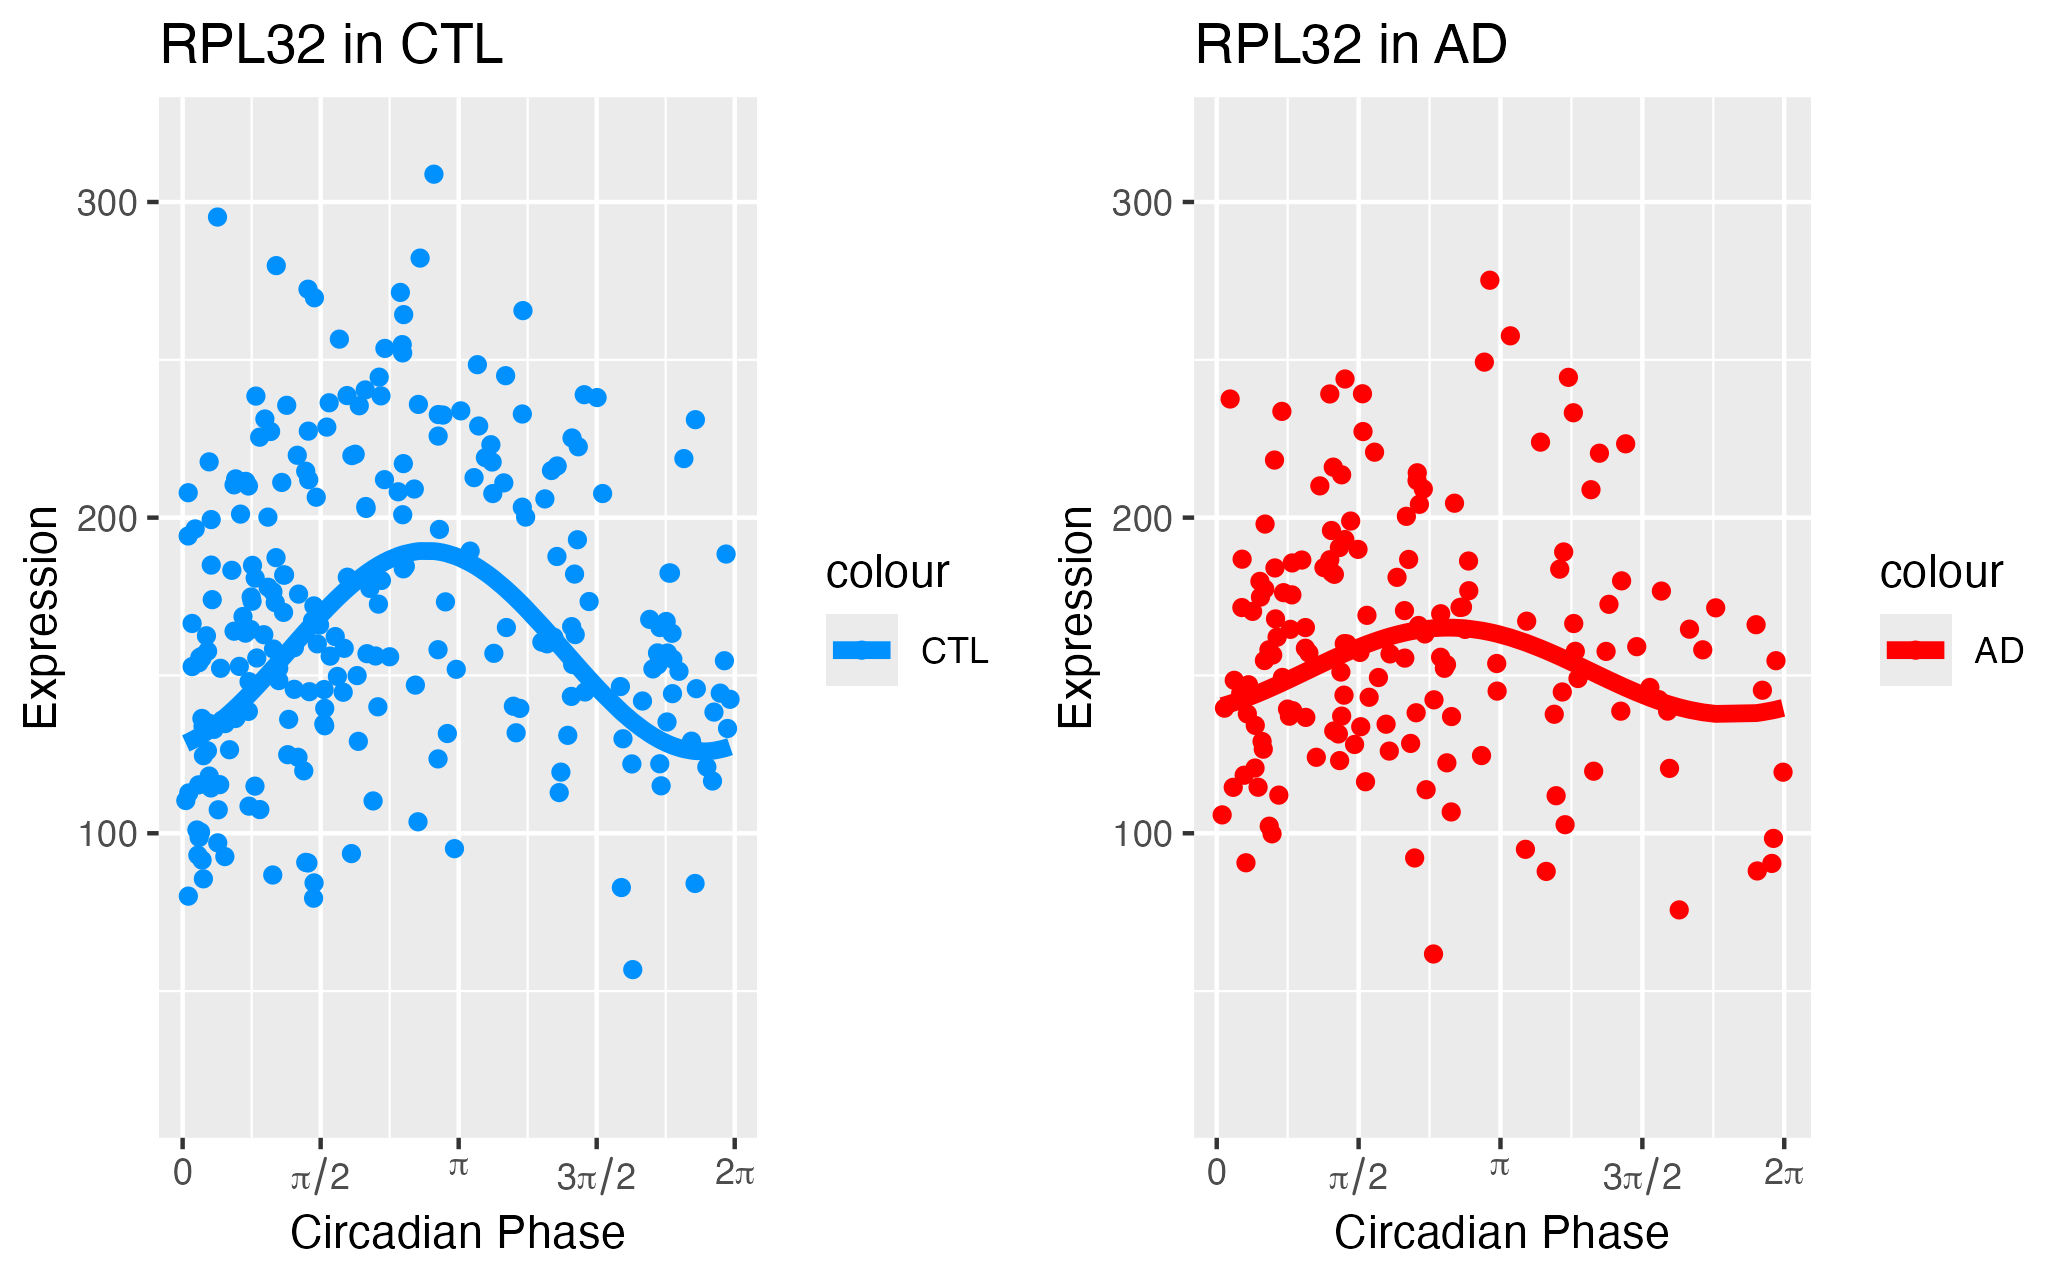 RPL32 in CTL
300
200
100
Expression
0 π/2 π 3π/2 2π
Circadian Phase
colour
CTL
RPL32 in AD
300
200
100
Expression
0 π/2 π 3π/2 2π
Circadian Phase
colour
AD